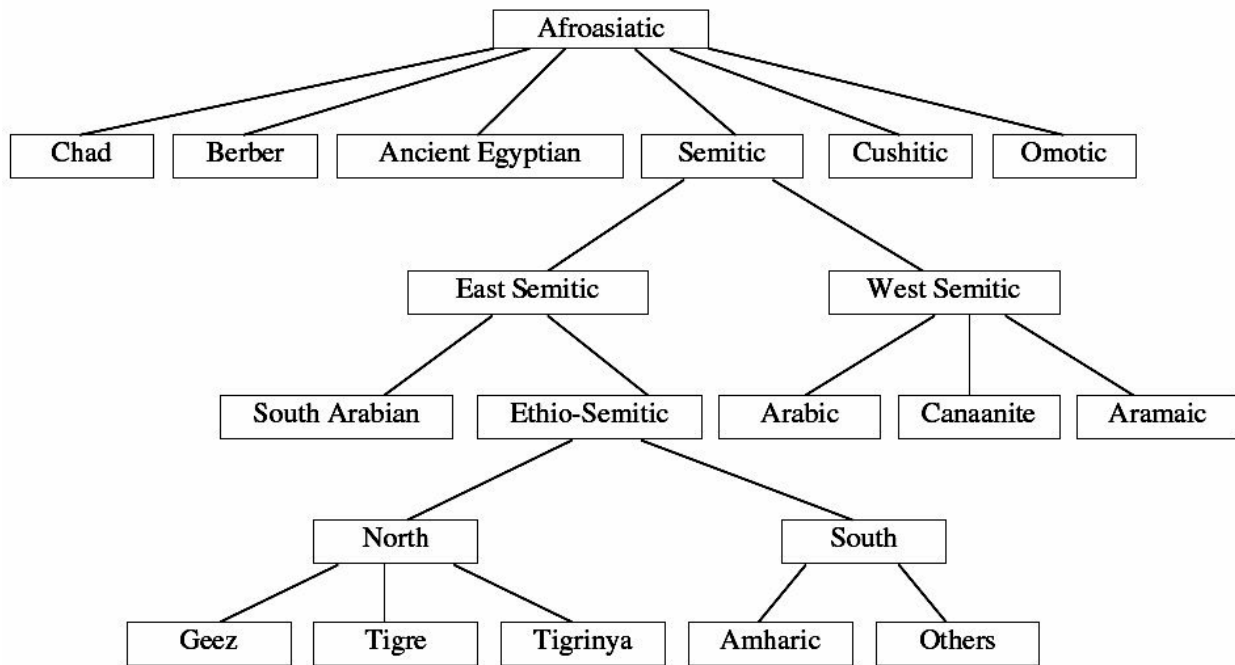 Afroasiatic
Chad Berber Ancient Egyptian Semitic Cushitic Omotic
East Semitic West Semitic
South Arabian Ethio-Semitic Arabic Canaanite Aramaic
North South
Geez Tigre Tigrinya Amharic Others